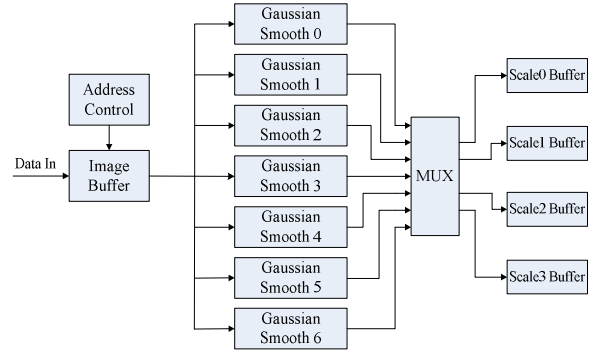 Data In
Address
Control
Image
Buffer
Gaussian
Smooth 0
Gaussian
Smooth 1
Gaussian
Smooth 2
Gaussian
Smooth 3
Gaussian
Smooth 4
Gaussian
Smooth 5
Gaussian
Smooth 6
MUX
Scale0 Buffer
Scale1 Buffer
Scale2 Buffer
Scale3 Buffer